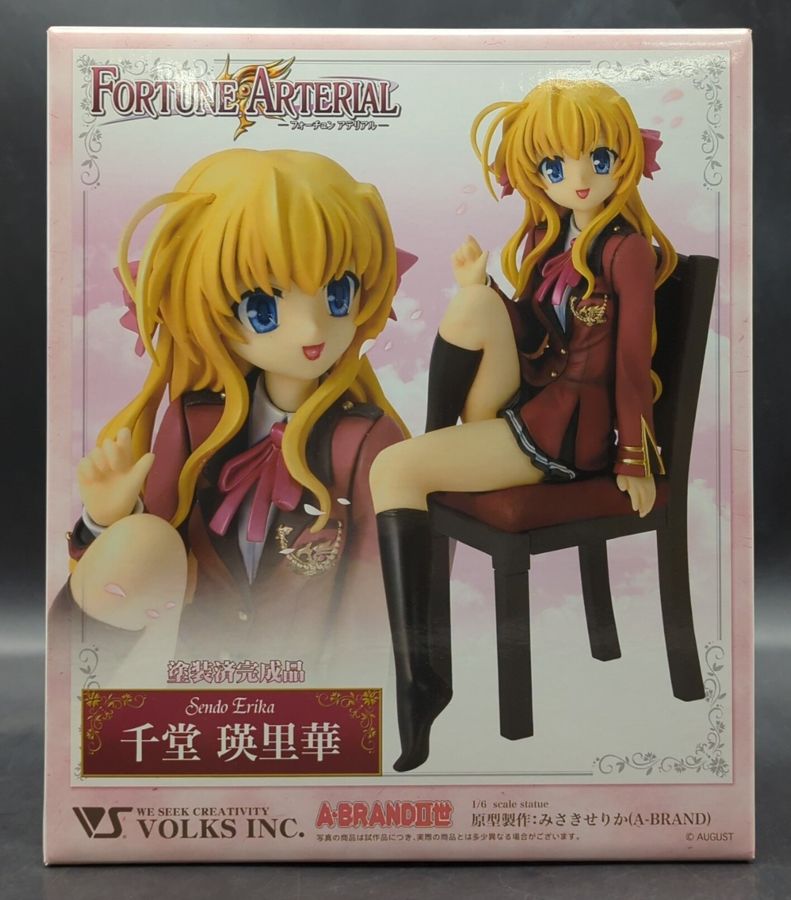 FORTUNE ARTERIAL
フォーチュン アテリアル
塗装済完成品
Sendo Erika
千堂 瑛里華
VS WE SEEK CREATIVITY
VOLKS INC.
A-BRANDⅡ世
1/6 scale statue
原型製作:みさきせりか(A-BRAND)
写真の商品は試作品につき、実際の商品とは多少異なる場合がございます。
© AUGUST